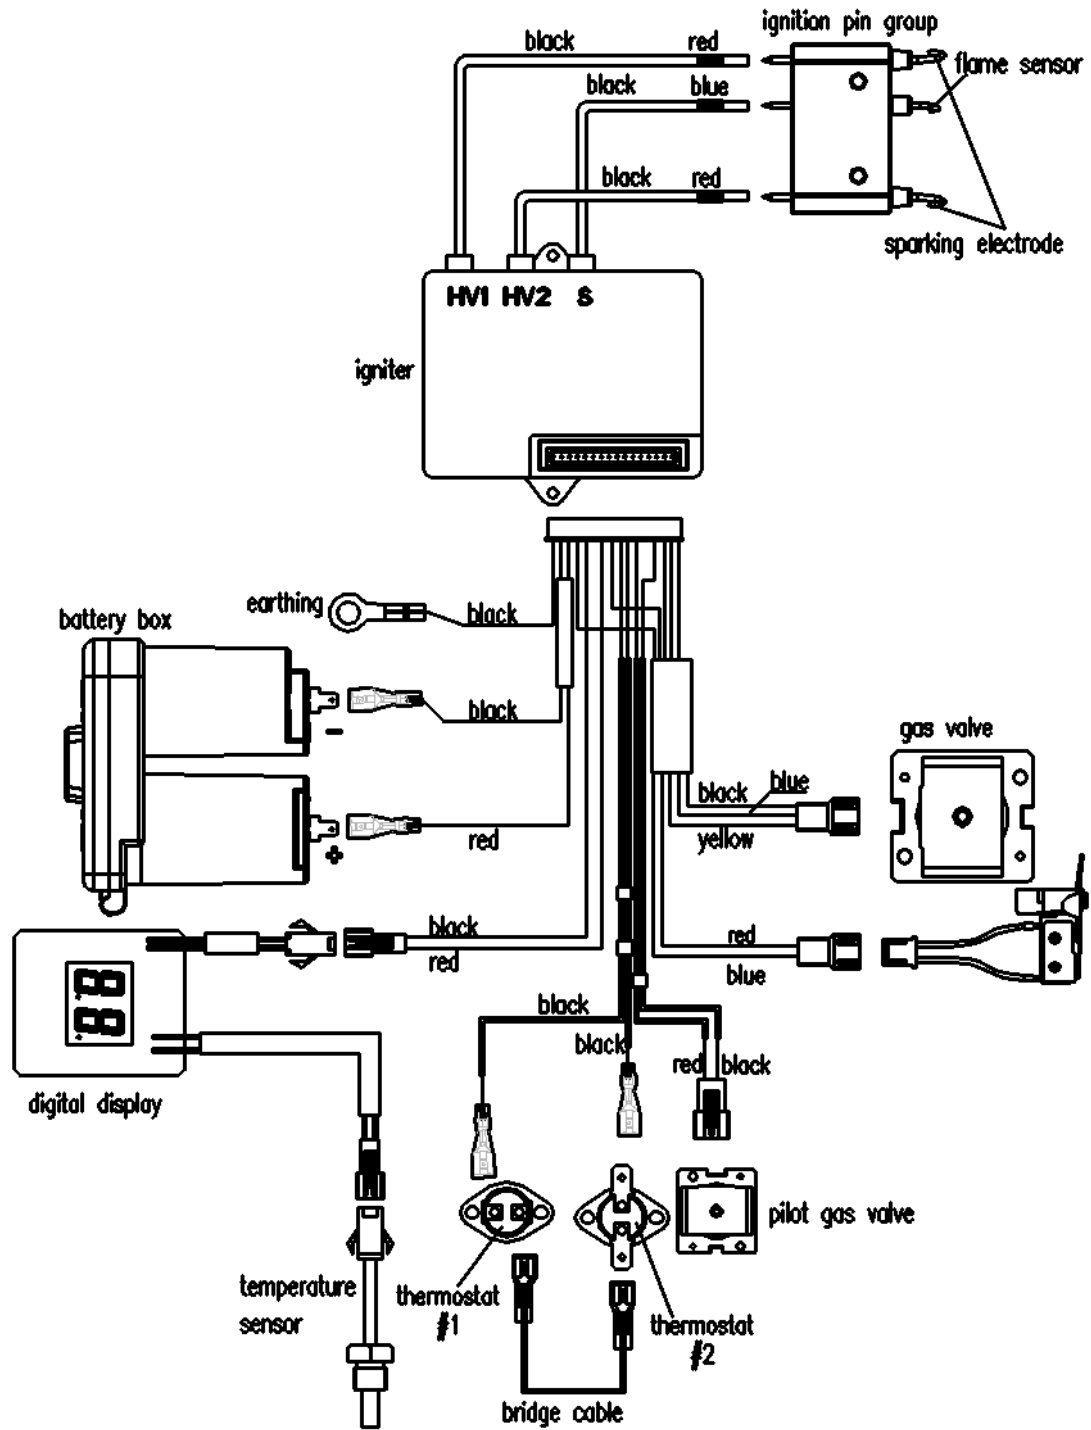 ignition pin group
black
red
flame sensor
black
blue
black
red
sparking electrode
HV1 HV2 S
igniter
earthing
black
battery box
black
-
gas valve
black
blue
yellow
red
+
black
red
red
blue
88
88
black
black
red
black
digital display
pilot gas valve
temperature
sensor
thermostat
#1
thermostat
#2
bridge cable